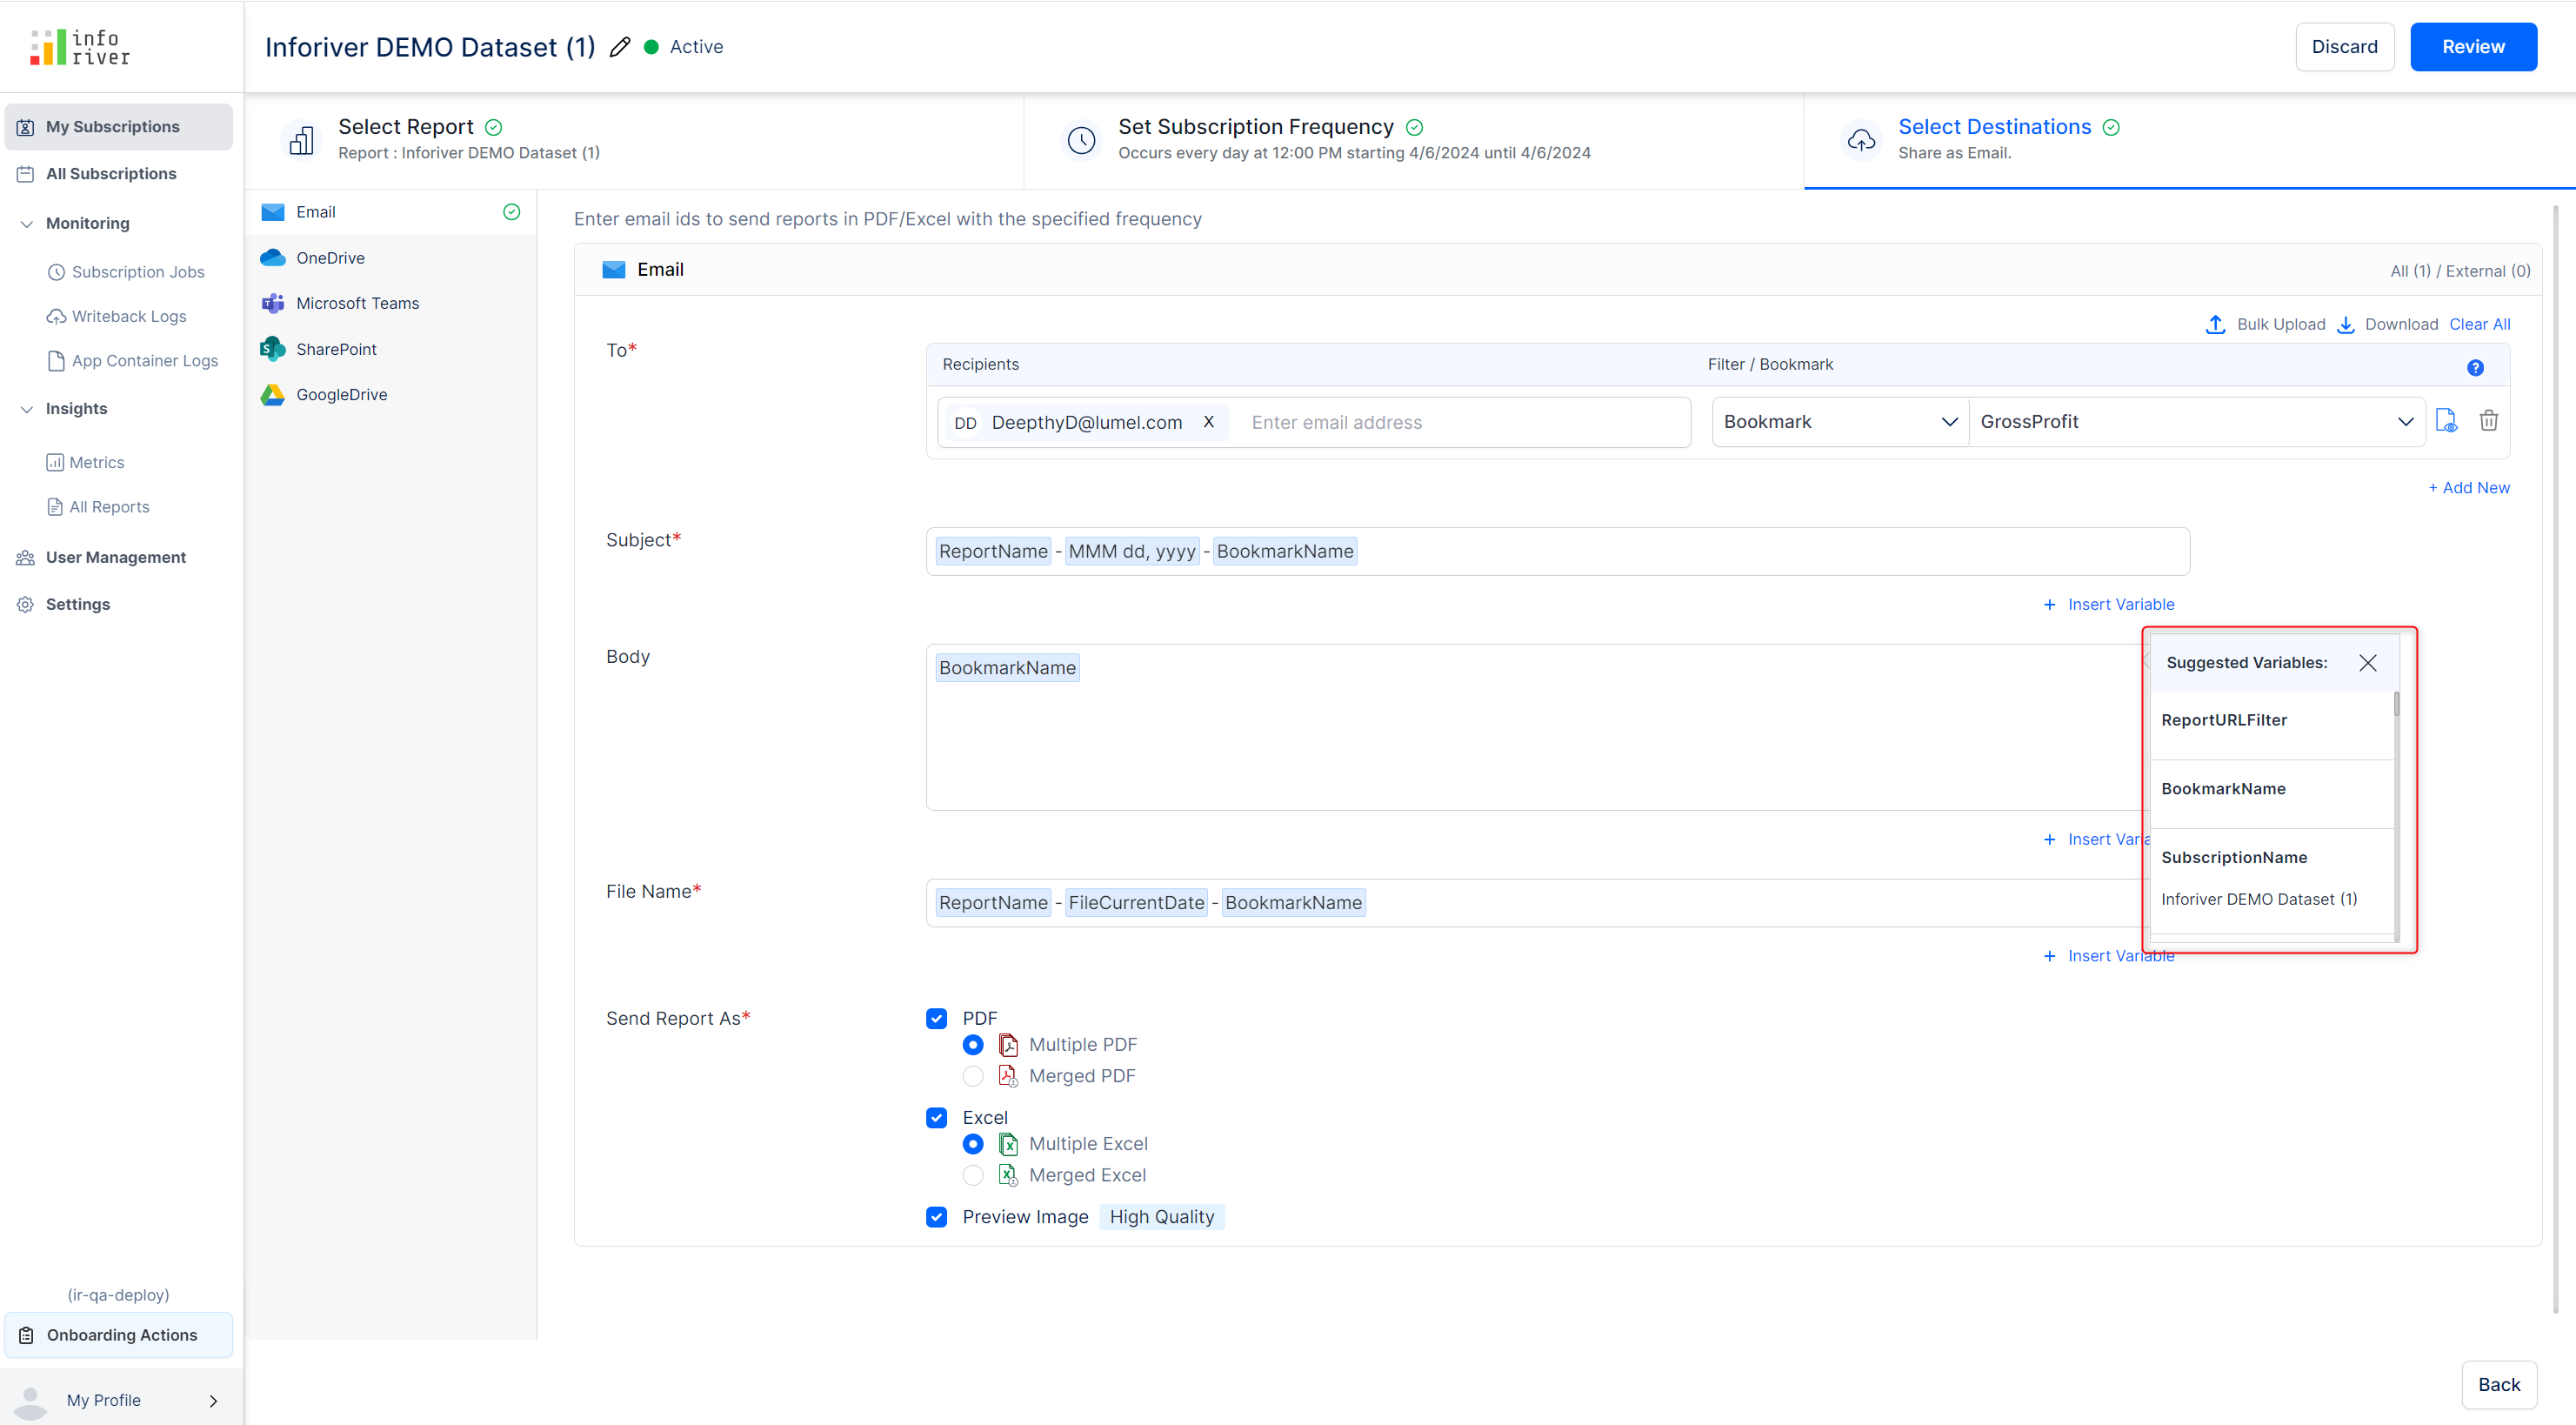 info
river
Inforiver DEMO Dataset (1)
Active
Discard
Review
My Subscriptions
All Subscriptions
Monitoring
Subscription Jobs
Writeback Logs
App Container Logs
Insights
Metrics
All Reports
User Management
Settings
(ir-qa-deploy)
Onboarding Actions
My Profile
Select Report
Report : Inforiver DEMO Dataset (1)
Set Subscription Frequency
Occurs every day at 12:00 PM starting 4/6/2024 until 4/6/2024
Select Destinations
Share as Email.
Email
OneDrive
Microsoft Teams
SharePoint
GoogleDrive
Enter email ids to send reports in PDF/Excel with the specified frequency
Email
All (1) / External (0)
Bulk Upload Download Clear All
To*
Recipients Filter / Bookmark
DD DeepthyD@lumel.com X Enter email address Bookmark GrossProfit
+ Add New
Subject*
ReportName - MMM dd, yyyy - BookmarkName
+ Insert Variable
Body
BookmarkName
+ Insert Varia
Suggested Variables:
ReportURLFilter
BookmarkName
SubscriptionName
Inforiver DEMO Dataset (1)
File Name*
ReportName - FileCurrentDate - BookmarkName
+ Insert Variable
Send Report As*
PDF
Multiple PDF
Merged PDF
Excel
Multiple Excel
Merged Excel
Preview Image High Quality
Back